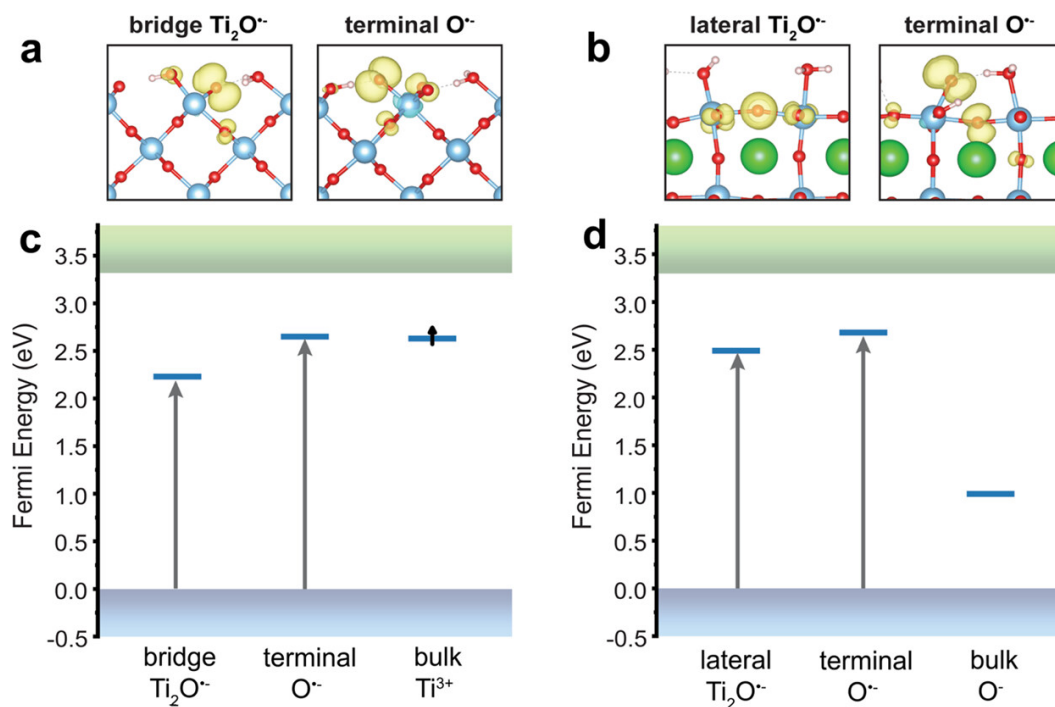 a
bridge Ti₂O•-
terminal O•-
b
lateral Ti₂O•-
terminal O•-
c
Fermi Energy (eV)
3.5
3.0
2.5
2.0
1.5
1.0
0.5
0.0
-0.5
bridge
Ti₂O•-
terminal
O•-
bulk
Ti³⁺
d
Fermi Energy (eV)
3.5
3.0
2.5
2.0
1.5
1.0
0.5
0.0
-0.5
lateral
Ti₂O•-
terminal
O•-
bulk
O⁻